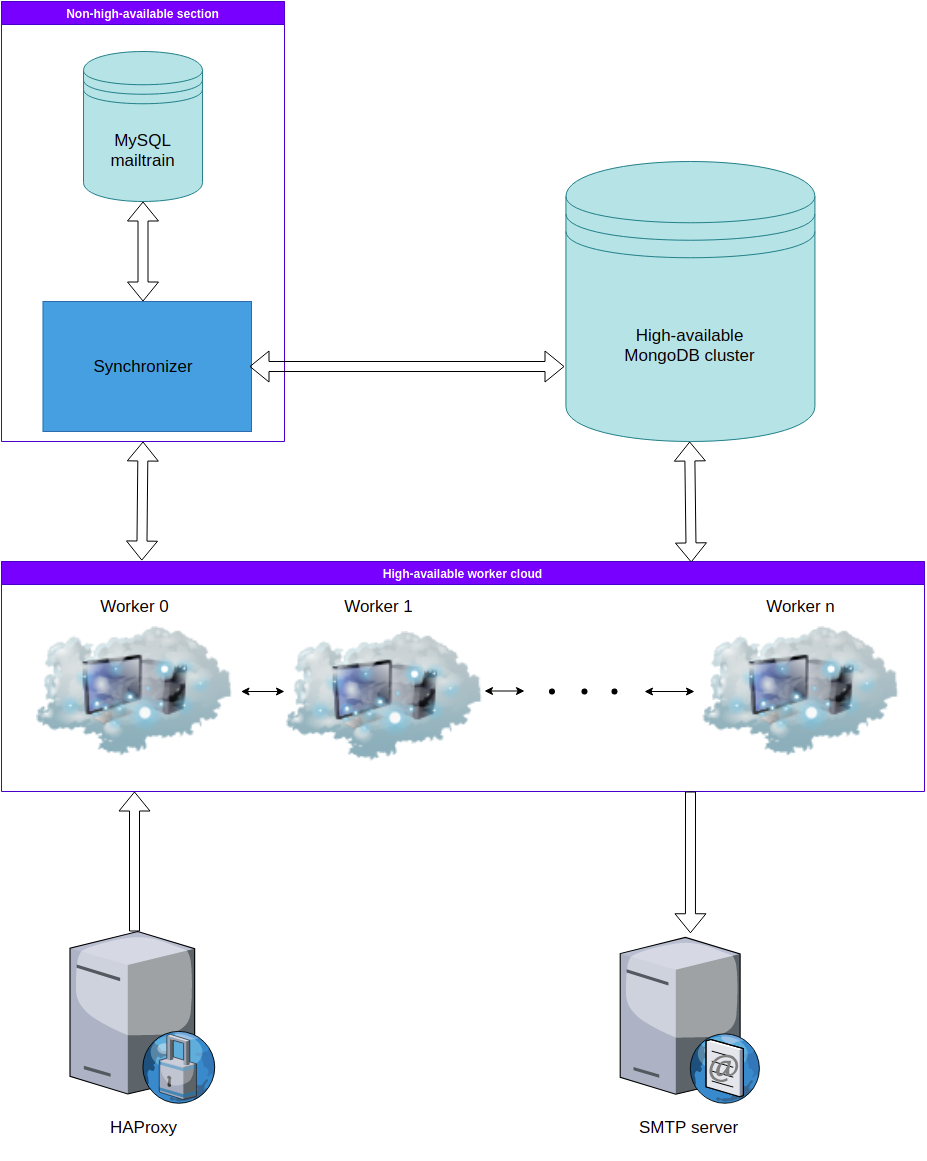 Non-high-available section
MySQL
mailtrain
High-available
MongoDB cluster
Synchronizer
High-available worker cloud
Worker 0
Worker 1
Worker n
@
HAProxy
SMTP server